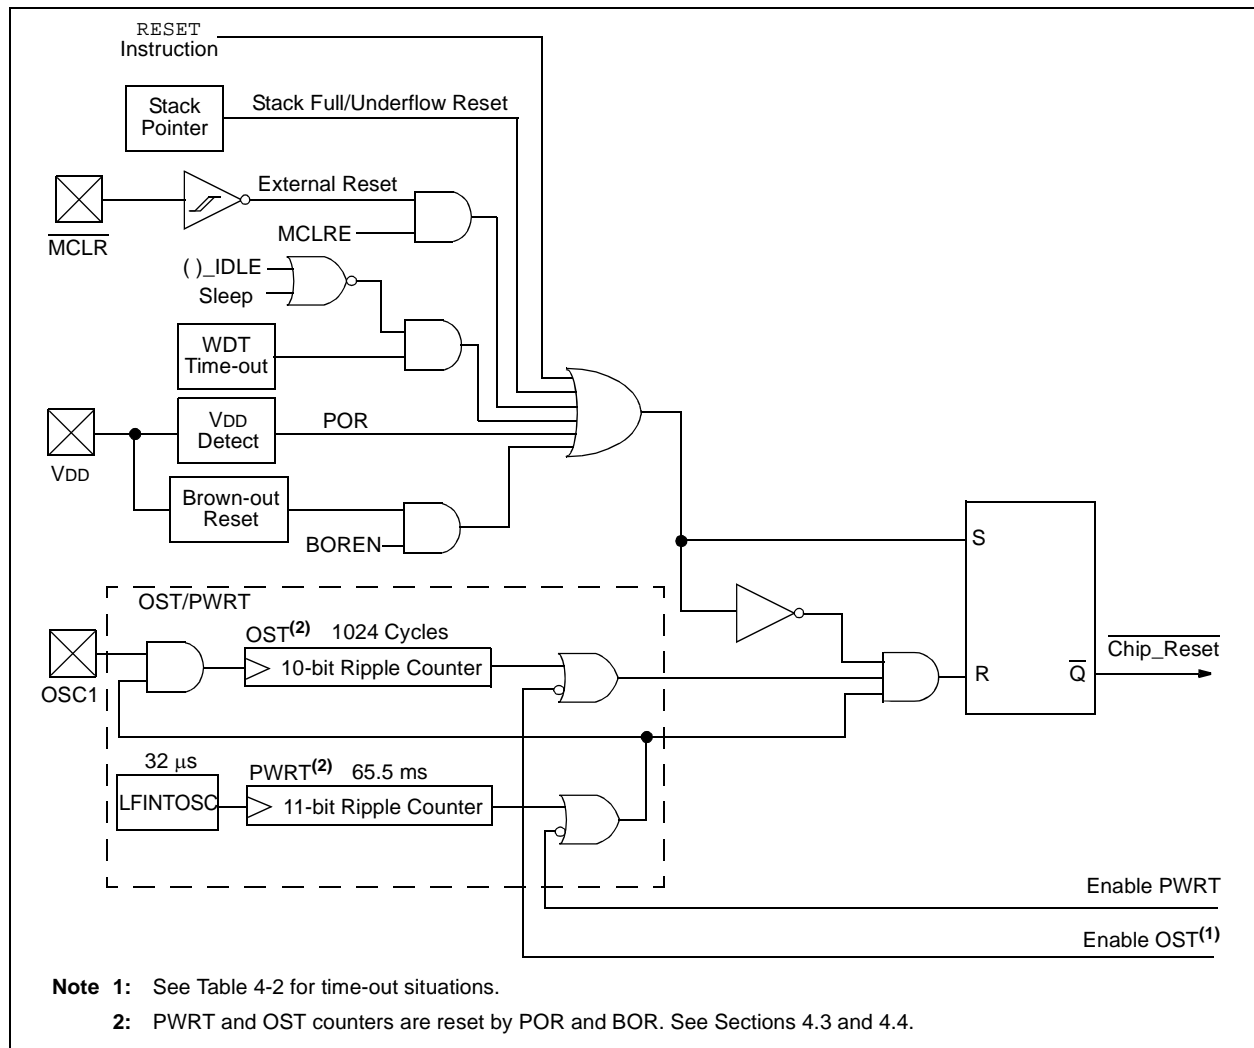 RESET
Instruction
Stack
Pointer
Stack Full/Underflow Reset
External Reset
MCLR
MCLRE
( )_IDLE
Sleep
WDT
Time-out
VDD
Detect
POR
VDD
Brown-out
Reset
BOREN
S
OST/PWRT
OST(2) 1024 Cycles
10-bit Ripple Counter
OSC1
Chip_Reset
R
Q
32 µs
PWRT(2) 65.5 ms
LFINTOSC
11-bit Ripple Counter
Enable PWRT
Enable OST(1)
Note 1: See Table 4-2 for time-out situations.
2: PWRT and OST counters are reset by POR and BOR. See Sections 4.3 and 4.4.